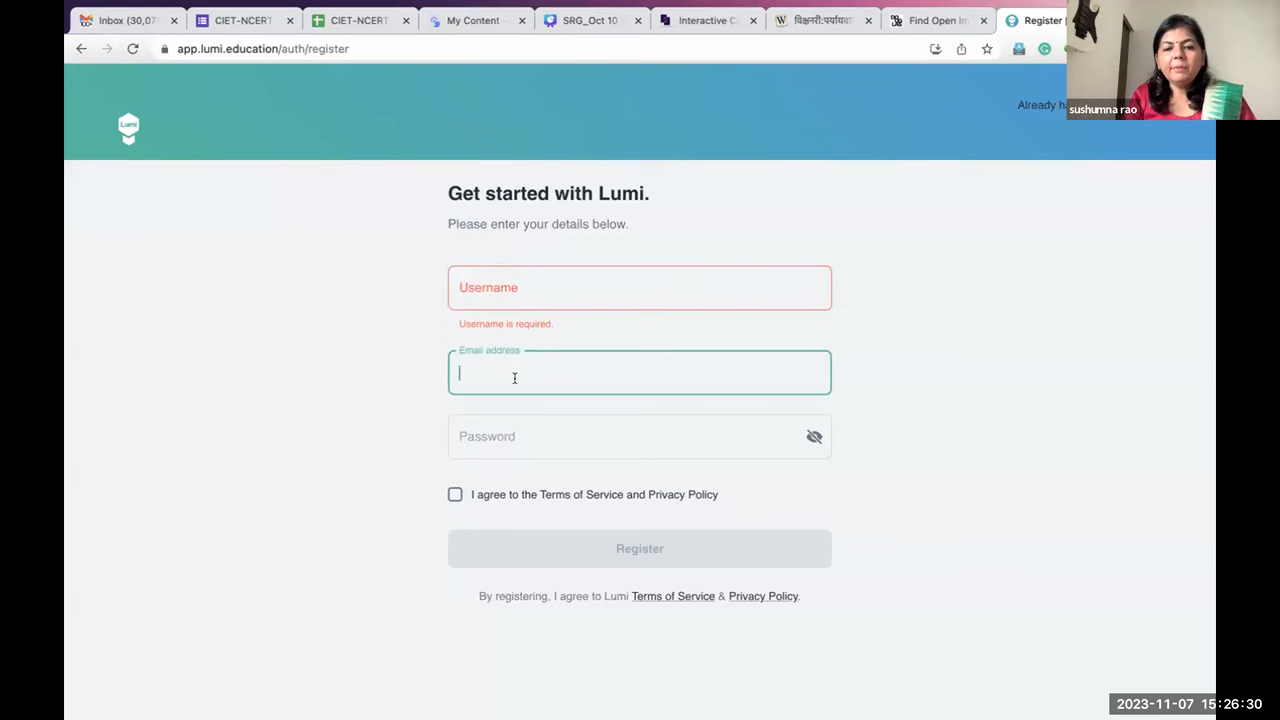 Inbox (30,07
CIET-NCERT
CIET-NCERT
My Content -
SRG_Oct 10
Interactive C
विक्षनरी:पर्यायवा
Find Open Im
Register
app.lumi.education/auth/register
Already ha
sushumna rao
Lumi
Get started with Lumi.
Please enter your details below.
Username
Username is required.
Email address
Password
I agree to the Terms of Service and Privacy Policy
Register
By registering, I agree to Lumi Terms of Service & Privacy Policy.
2023-11-07 15:26:30